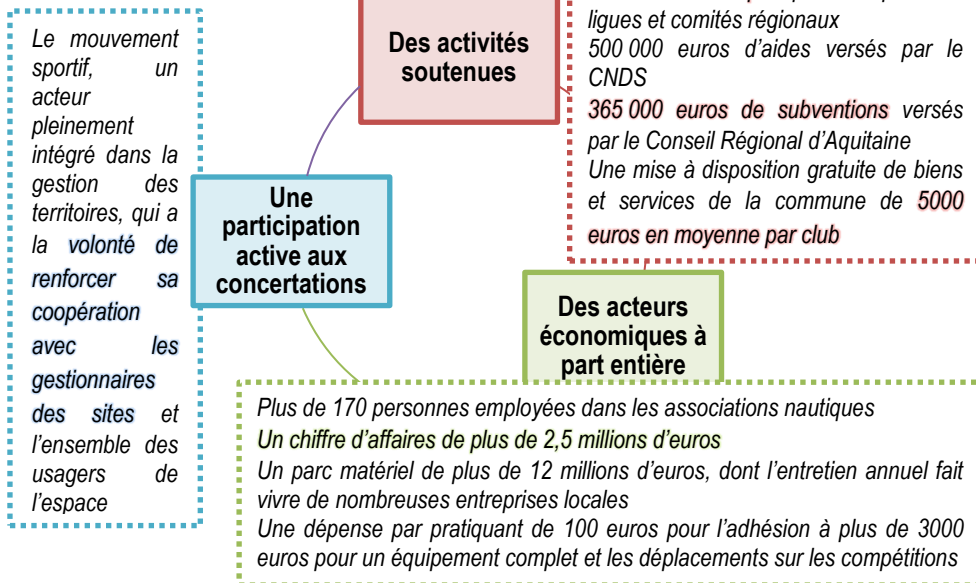 Le mouvement
sportif, un
acteur
pleinement
intégré dans la
gestion des
territoires, qui a
la volonté de
renforcer sa
coopération
avec les
gestionnaires
des sites et
l'ensemble des
usagers de
l'espace
Des activités
soutenues
ligues et comités régionaux
500 000 euros d'aides versés par le
CNDS
365 000 euros de subventions versés
par le Conseil Régional d'Aquitaine
Une mise à disposition gratuite de biens
et services de la commune de 5000
euros en moyenne par club
Une
participation
active aux
concertations
Des acteurs
économiques à
part entière
Plus de 170 personnes employées dans les associations nautiques
Un chiffre d'affaires de plus de 2,5 millions d'euros
Un parc matériel de plus de 12 millions d'euros, dont l'entretien annuel fait
vivre de nombreuses entreprises locales
Une dépense par pratiquant de 100 euros pour l'adhésion à plus de 3000
euros pour un équipement complet et les déplacements sur les compétitions